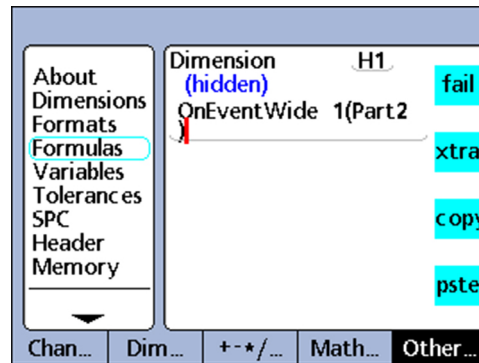 About
Dimensions
Formats
Formulas
Variables
Tolerances
SPC
Header
Memory
Dimension H1
(hidden)
OnEventWide 1(Part2
)
fail
xtra
copy
pste
Chan... Dim... +-*/... Math... Other...